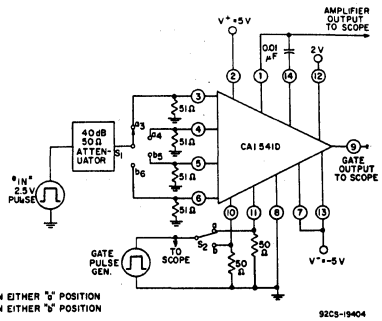 AMPLIFIER
OUTPUT
TO SCOPE
V+=5V
0.01
μF
2V
2
1
14
12
40dB
50Ω
ATTEN-
UATOR
S1
a3
a4
b5
b6
51Ω
51Ω
51Ω
51Ω
3
4
5
6
CA1541D
9
GATE
OUTPUT
TO SCOPE
"eIN"
2.5V
PULSE
10
11
8
7
13
GATE
PULSE
GEN.
TO
SCOPE
S2
a
b
50
Ω
50
Ω
V-=-5V
N EITHER "a" POSITION
N EITHER "b" POSITION
92CS-19404